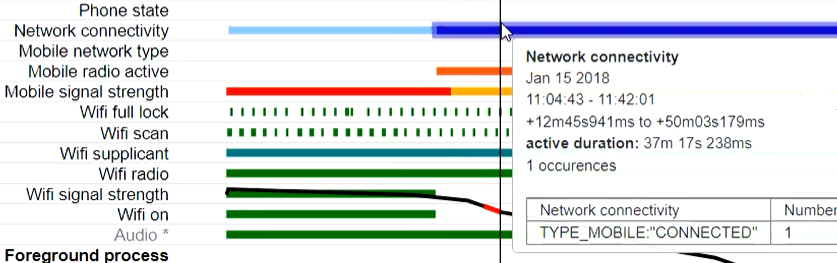 Phone state
Network connectivity
Mobile network type
Mobile radio active
Mobile signal strength
Wifi full lock
Wifi scan
Wifi supplicant
Wifi radio
Wifi signal strength
Wifi on
Audio *
Foreground process
Network connectivity
Jan 15 2018
11:04:43 - 11:42:01
+12m45s941ms to +50m03s179ms
active duration: 37m 17s 238ms
1 occurences
Network connectivity Number
TYPE_MOBILE:"CONNECTED" 1